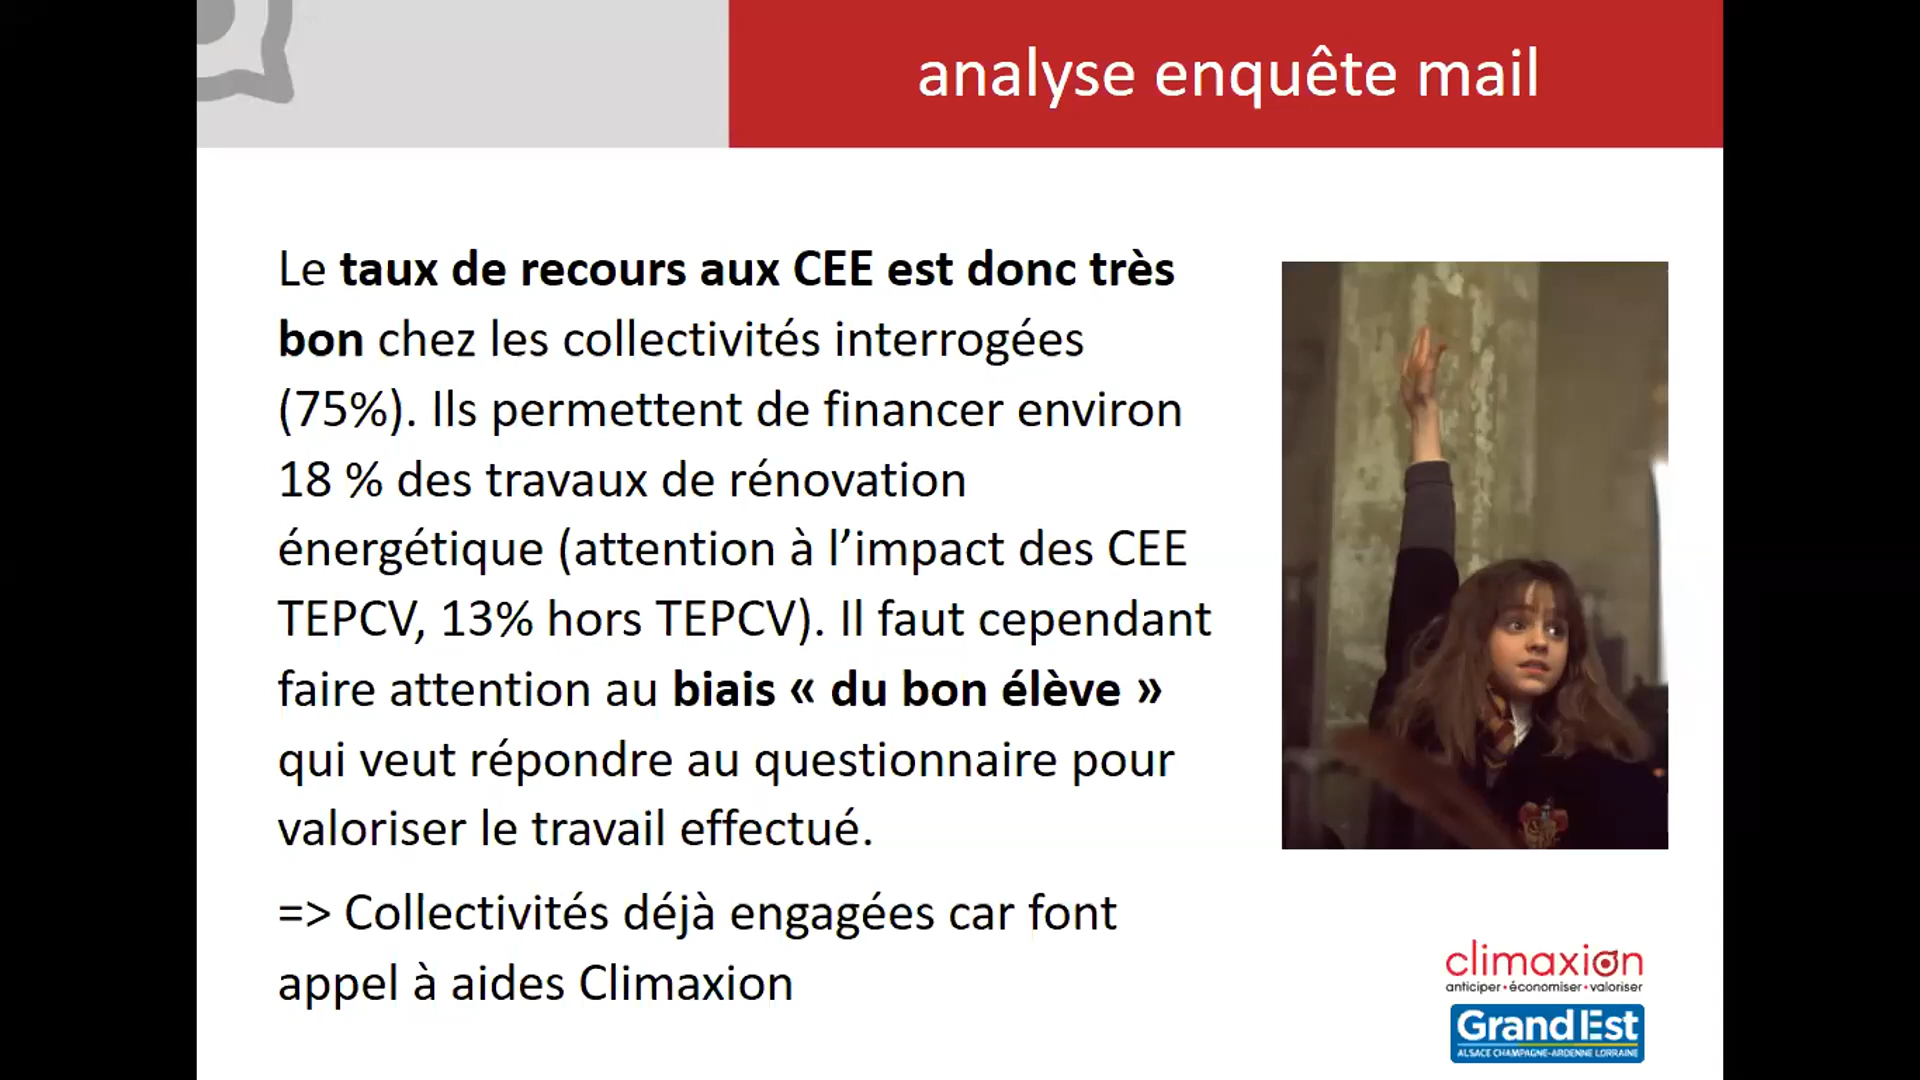 analyse enquête mail
Le taux de recours aux CEE est donc très
bon chez les collectivités interrogées
(75%). Ils permettent de financer environ
18 % des travaux de rénovation
énergétique (attention à l’impact des CEE
TEPCV, 13% hors TEPCV). Il faut cependant
faire attention au biais « du bon élève »
qui veut répondre au questionnaire pour
valoriser le travail effectué.
=> Collectivités déjà engagées car font
appel à aides Climaxion
climaxion
anticiper • économiser • valoriser
Grand Est
ALSACE CHAMPAGNE-ARDENNE LORRAINE